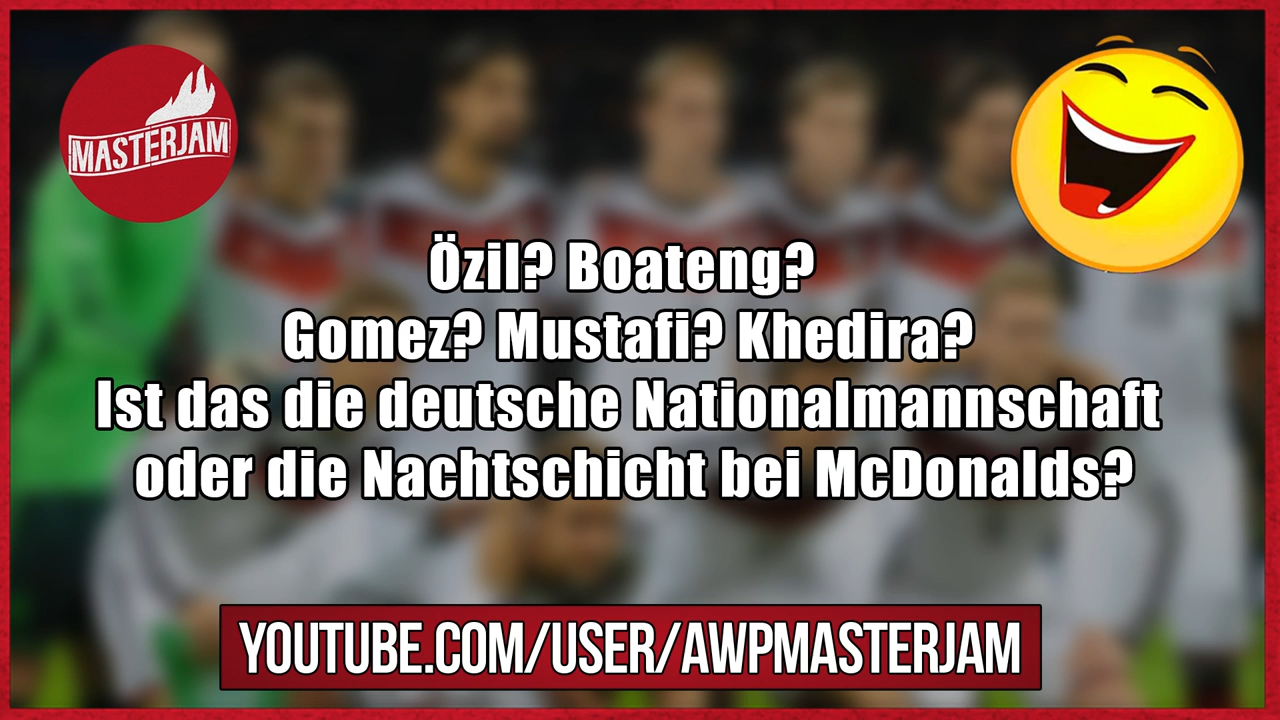 MASTERJAM
Özil? Boateng?
Gomez? Mustafi? Khedira?
Ist das die deutsche Nationalmannschaft
oder die Nachtschicht bei McDonalds?
YOUTUBE.COM/USER/AWPMASTERJAM